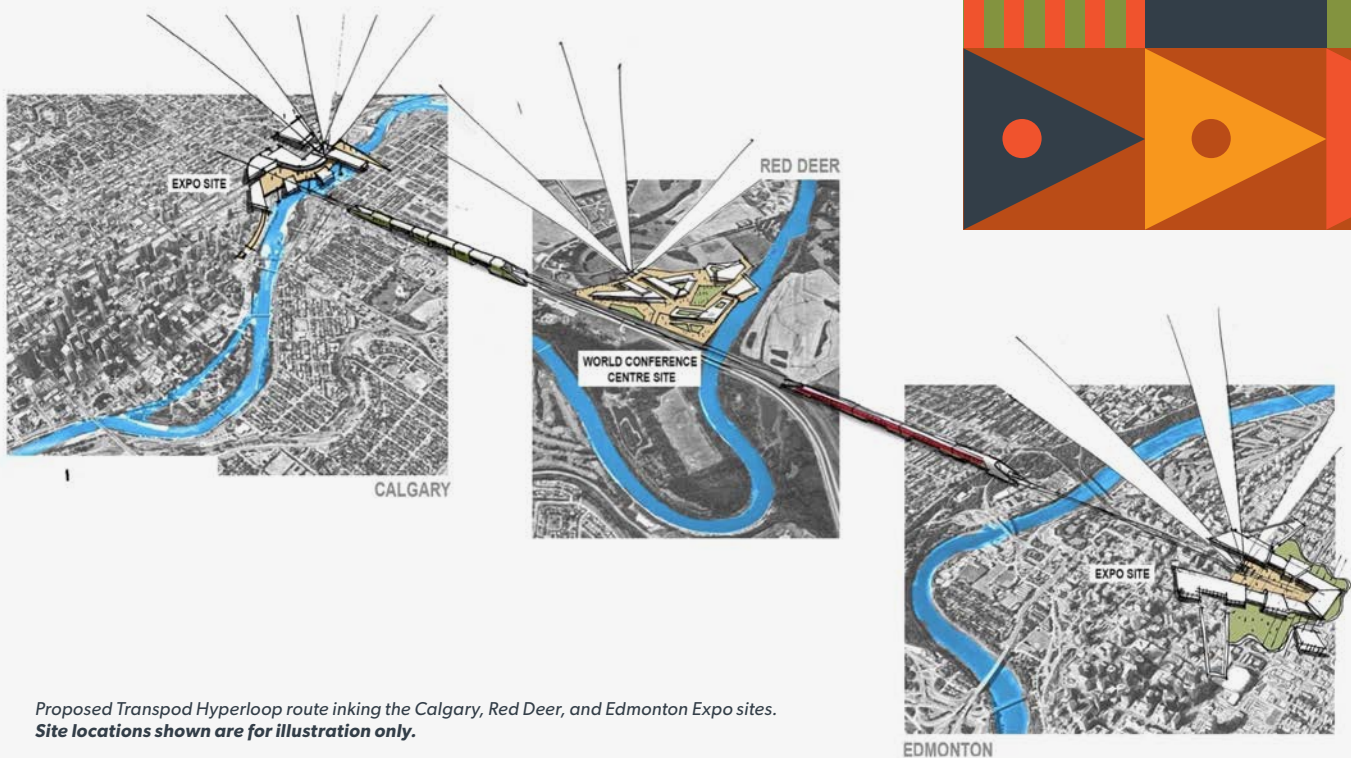 EXPO SITE
CALGARY
RED DEER
WORLD CONFERENCE
CENTRE SITE
EXPO SITE
EDMONTON
Proposed Transpod Hyperloop route inking the Calgary, Red Deer, and Edmonton Expo sites.
Site locations shown are for illustration only.